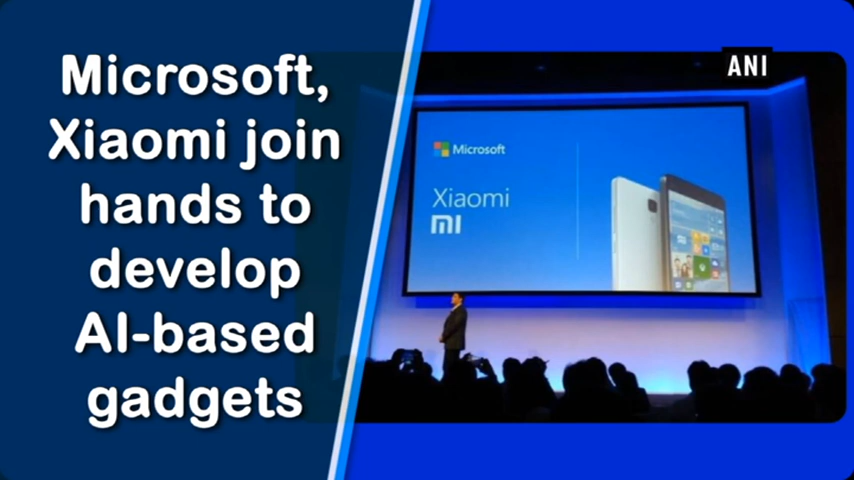 Microsoft,
Xiaomi join
hands to
develop
AI-based
gadgets
ANI
Microsoft
Xiaomi
MI